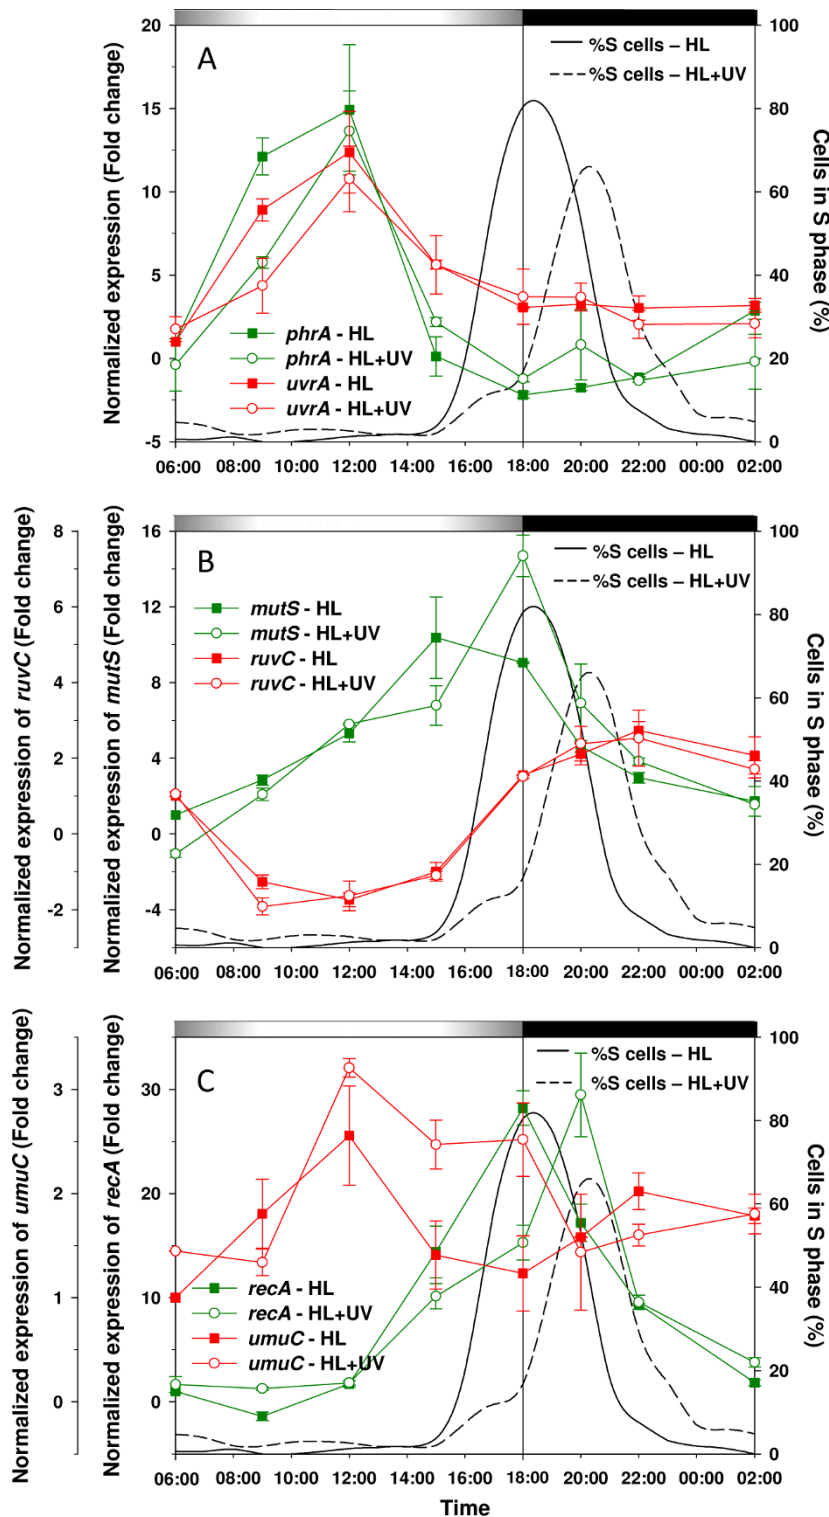 A
%S cells – HL
%S cells – HL+UV
Normalized expression (Fold change)
20
15
10
5
0
-5
phrA - HL
phrA - HL+UV
uvrA - HL
uvrA - HL+UV
100
80
60
40
20
0
Cells in S phase (%)
06:00 08:00 10:00 12:00 14:00 16:00 18:00 20:00 22:00 00:00 02:00
B
%S cells – HL
%S cells – HL+UV
Normalized expression of ruvC (Fold change)
8
6
4
2
0
-2
Normalized expression of mutS (Fold change)
16
12
8
4
0
-4
mutS - HL
mutS - HL+UV
ruvC - HL
ruvC - HL+UV
100
80
60
40
20
0
Cells in S phase (%)
06:00 08:00 10:00 12:00 14:00 16:00 18:00 20:00 22:00 00:00 02:00
C
%S cells – HL
%S cells – HL+UV
Normalized expression of umuC (Fold change)
3
2
1
0
Normalized expression of recA (Fold change)
30
20
10
0
recA - HL
recA - HL+UV
umuC - HL
umuC - HL+UV
100
80
60
40
20
0
Cells in S phase (%)
06:00 08:00 10:00 12:00 14:00 16:00 18:00 20:00 22:00 00:00 02:00
Time